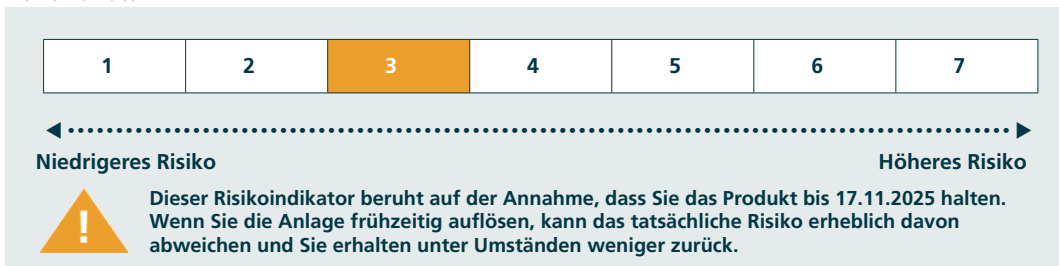 1 2 3 4 5 6 7
Niedrigeres Risiko Höheres Risiko
Dieser Risikoindikator beruht auf der Annahme, dass Sie das Produkt bis 17.11.2025 halten.
Wenn Sie die Anlage frühzeitig auflösen, kann das tatsächliche Risiko erheblich davon
abweichen und Sie erhalten unter Umständen weniger zurück.
!